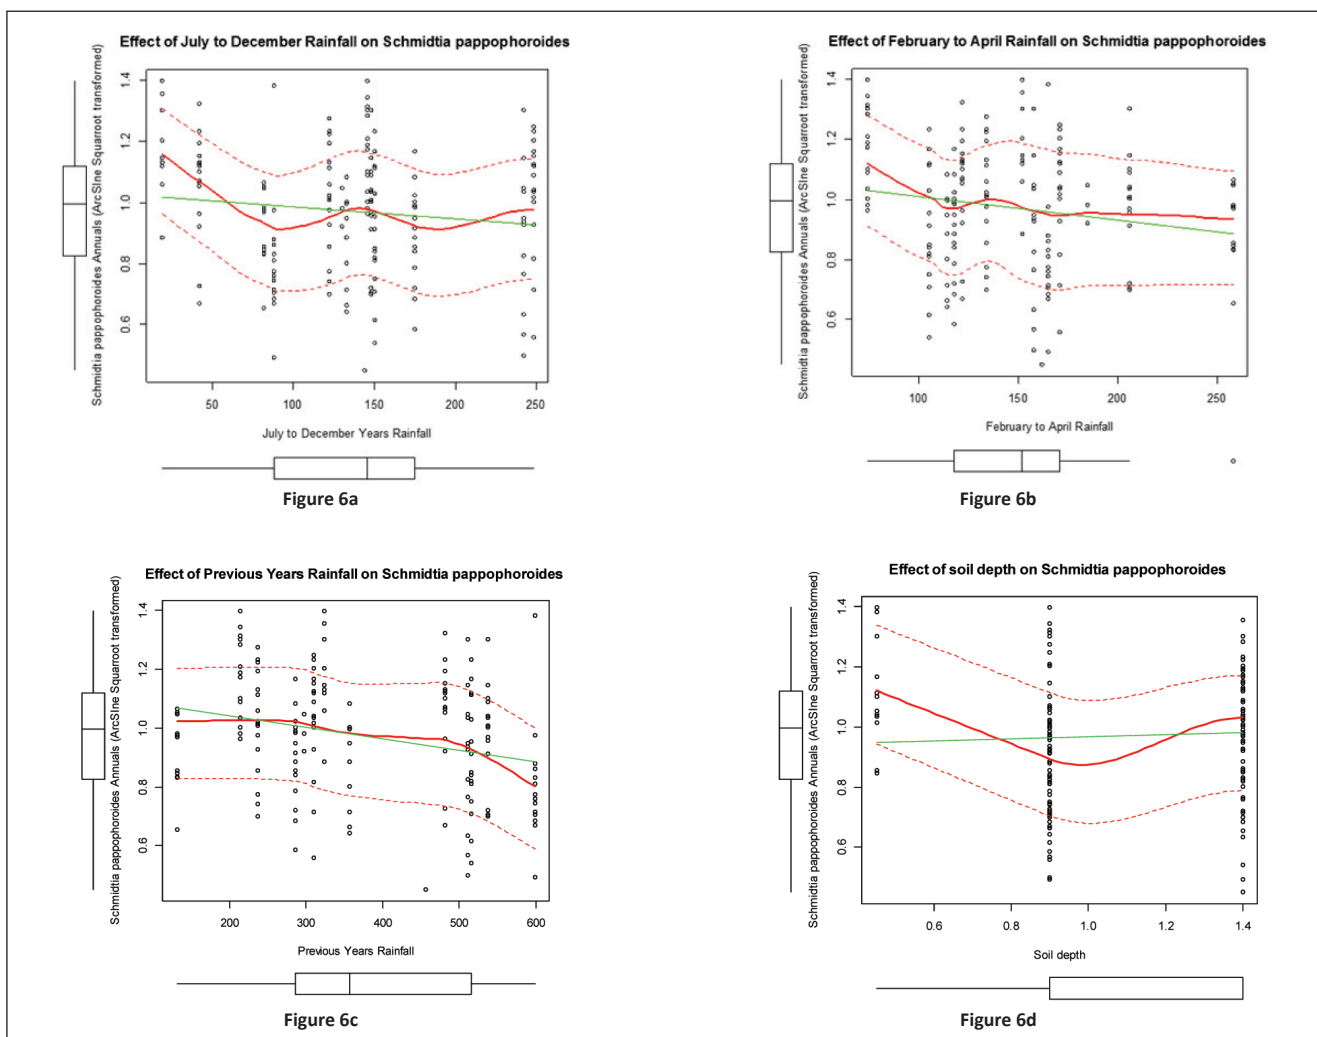 Effect of July to December Rainfall on Schmidtia pappophoroides
Schmidtia pappophoroides Annuals (ArcSIne Squarroot transformed)
1.4
1.2
1.0
0.8
0.6
50 100 150 200 250
July to December Years Rainfall
Figure 6a
Effect of February to April Rainfall on Schmidtia pappophoroides
Schmidtia pappophoroides Annuals (ArcSIne Squarroot transformed)
1.4
1.2
1.0
0.8
0.6
100 150 200 250
February to April Rainfall
Figure 6b
Effect of Previous Years Rainfall on Schmidtia pappophoroides
Schmidtia pappophoroides Annuals (ArcSIne Squarroot transformed)
1.4
1.2
1.0
0.8
0.6
200 300 400 500 600
Previous Years Rainfall
Figure 6c
Effect of soil depth on Schmidtia pappophoroides
Schmidtia pappophoroides Annuals (ArcSIne Squarroot transformed)
1.4
1.2
1.0
0.8
0.6
0.6 0.8 1.0 1.2 1.4
Soil depth
Figure 6d